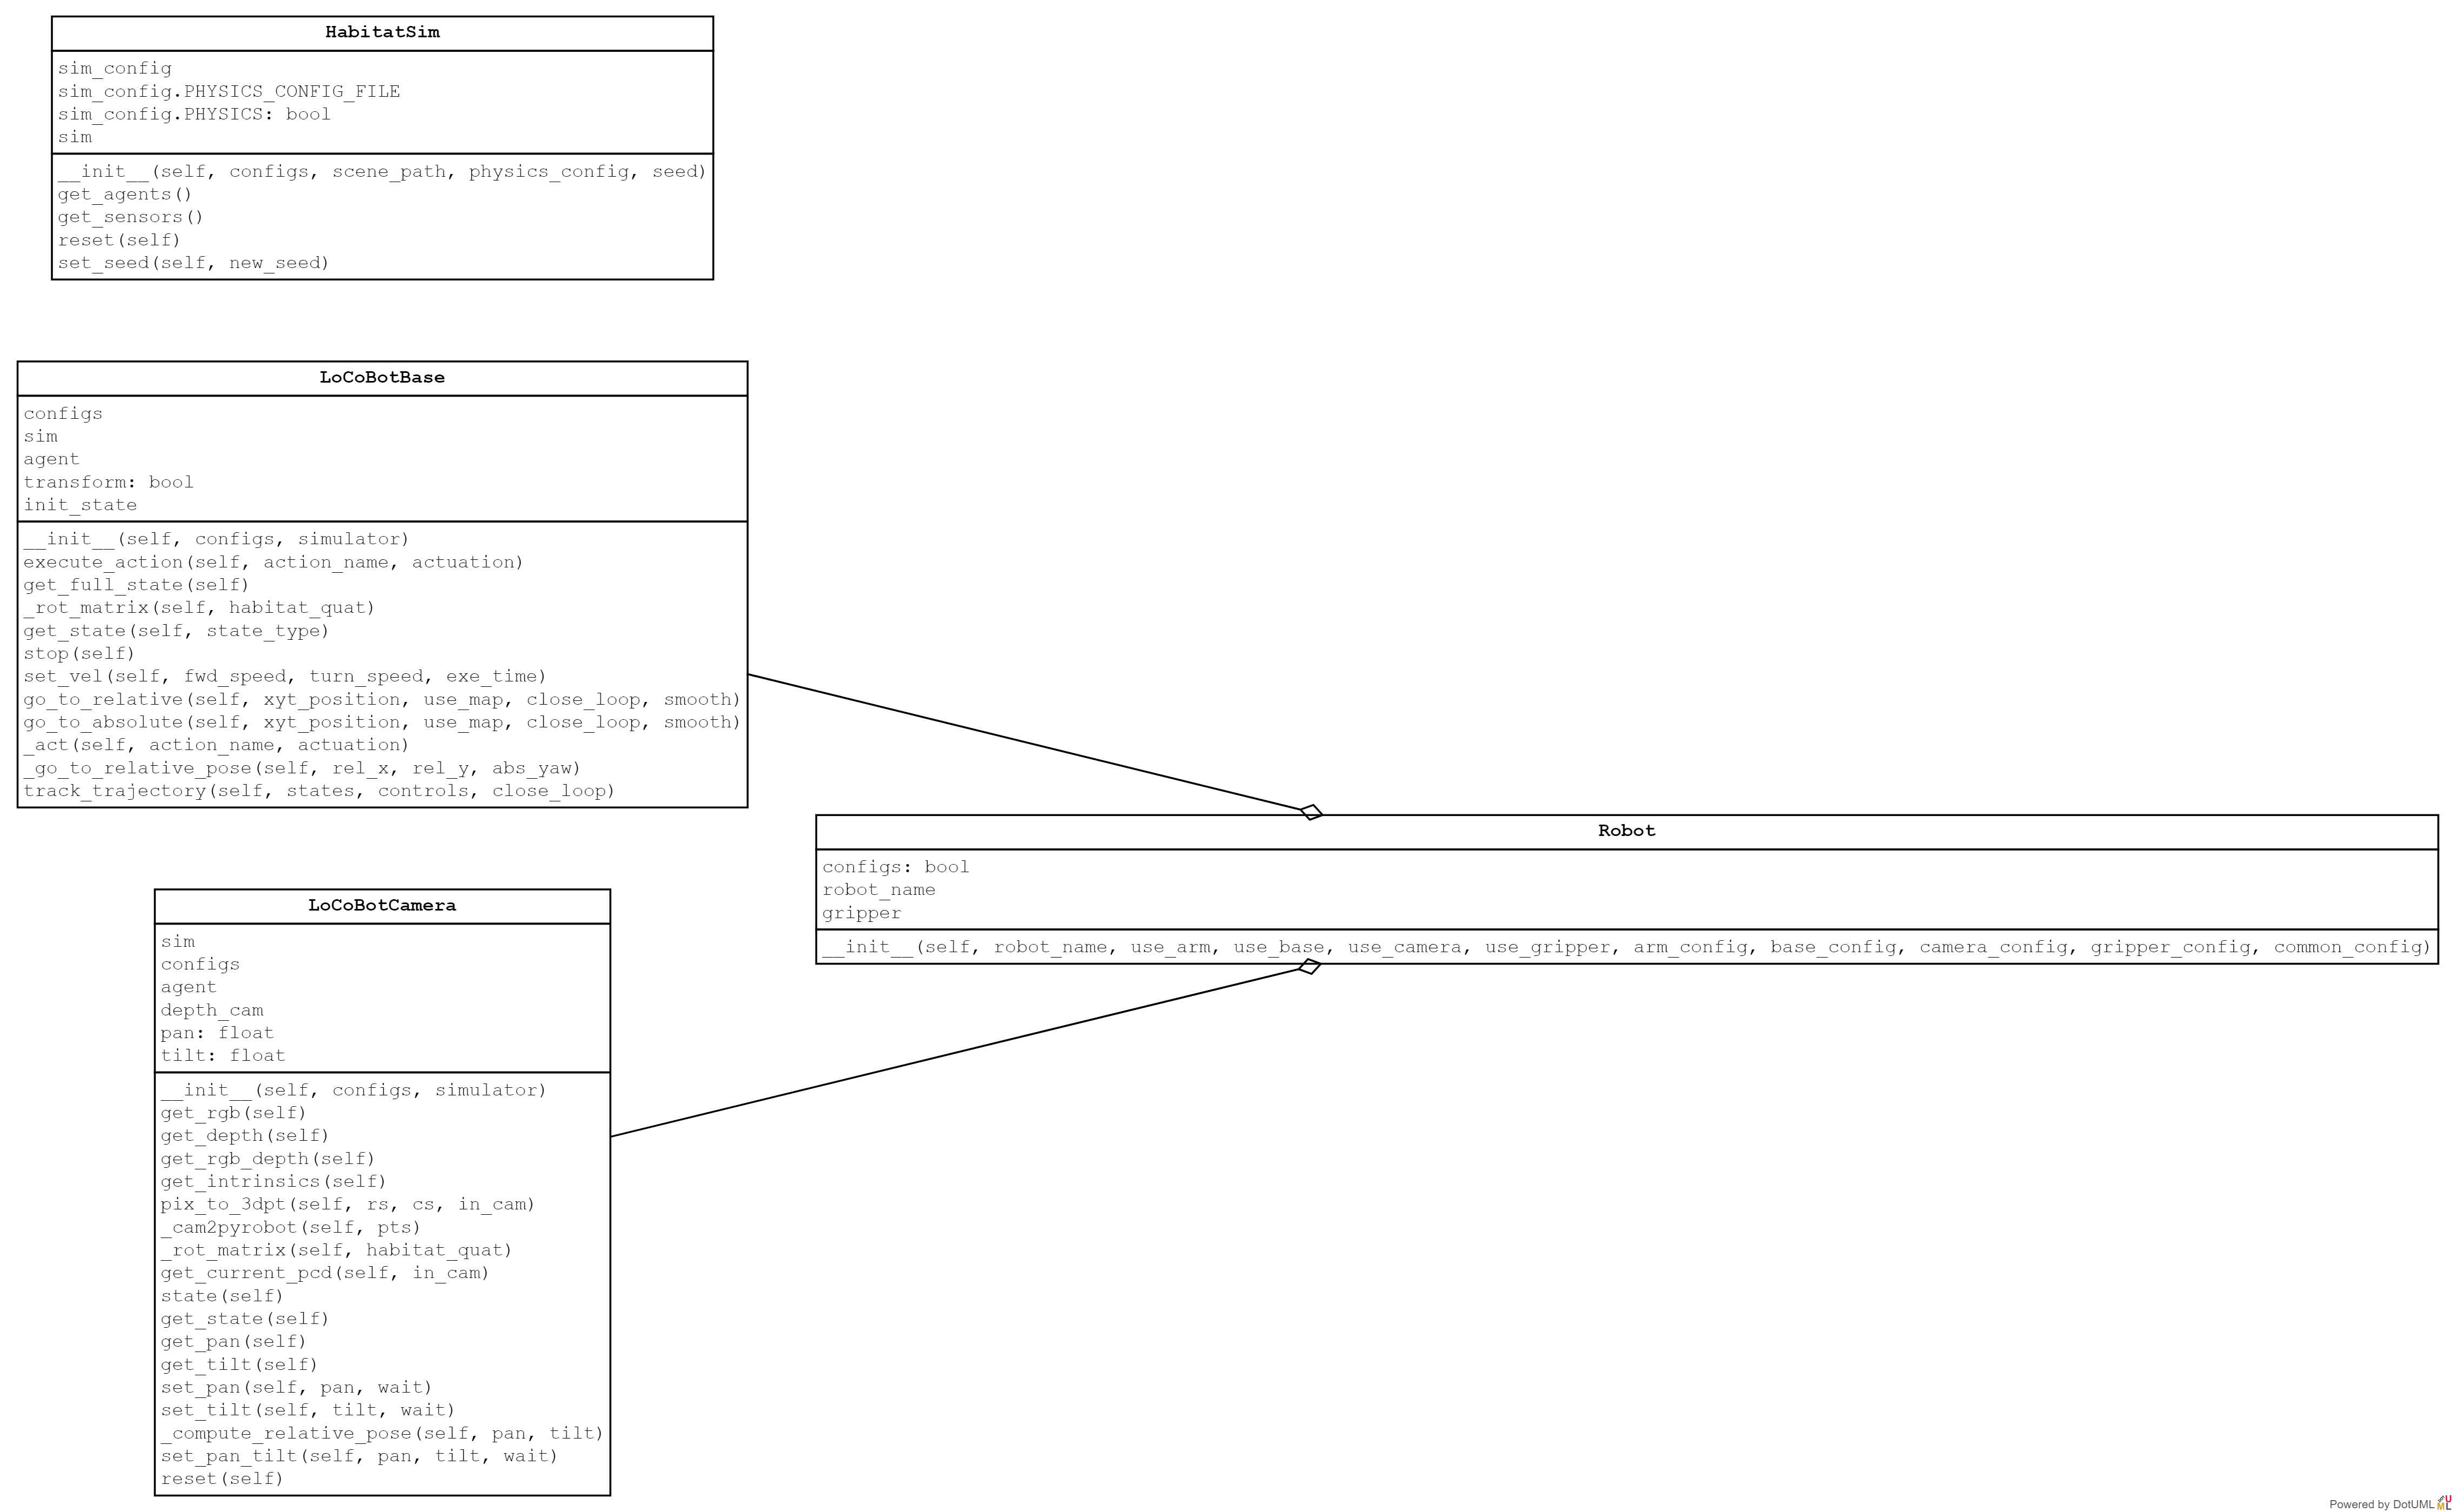 HabitatSim
sim_config
sim_config.PHYSICS_CONFIG_FILE
sim_config.PHYSICS: bool
sim
__init__(self, configs, scene_path, physics_config, seed)
get_agents()
get_sensors()
reset(self)
set_seed(self, new_seed)
LoCoBotBase
configs
sim
agent
transform: bool
init_state
__init__(self, configs, simulator)
execute_action(self, action_name, actuation)
get_full_state(self)
_rot_matrix(self, habitat_quat)
get_state(self, state_type)
stop(self)
set_vel(self, fwd_speed, turn_speed, exe_time)
go_to_relative(self, xyt_position, use_map, close_loop, smooth)
go_to_absolute(self, xyt_position, use_map, close_loop, smooth)
_act(self, action_name, actuation)
_go_to_relative_pose(self, rel_x, rel_y, abs_yaw)
track_trajectory(self, states, controls, close_loop)
Robot
configs: bool
robot_name
gripper
__init__(self, robot_name, use_arm, use_base, use_camera, use_gripper, arm_config, base_config, camera_config, gripper_config, common_config)
LoCoBotCamera
sim
configs
agent
depth_cam
pan: float
tilt: float
__init__(self, configs, simulator)
get_rgb(self)
get_depth(self)
get_rgb_depth(self)
get_intrinsics(self)
pix_to_3dpt(self, rs, cs, in_cam)
_cam2pyrobot(self, pts)
_rot_matrix(self, habitat_quat)
get_current_pcd(self, in_cam)
state(self)
get_state(self)
get_pan(self)
get_tilt(self)
set_pan(self, pan, wait)
set_tilt(self, tilt, wait)
_compute_relative_pose(self, pan, tilt)
set_pan_tilt(self, pan, tilt, wait)
reset(self)
Powered by DotUML